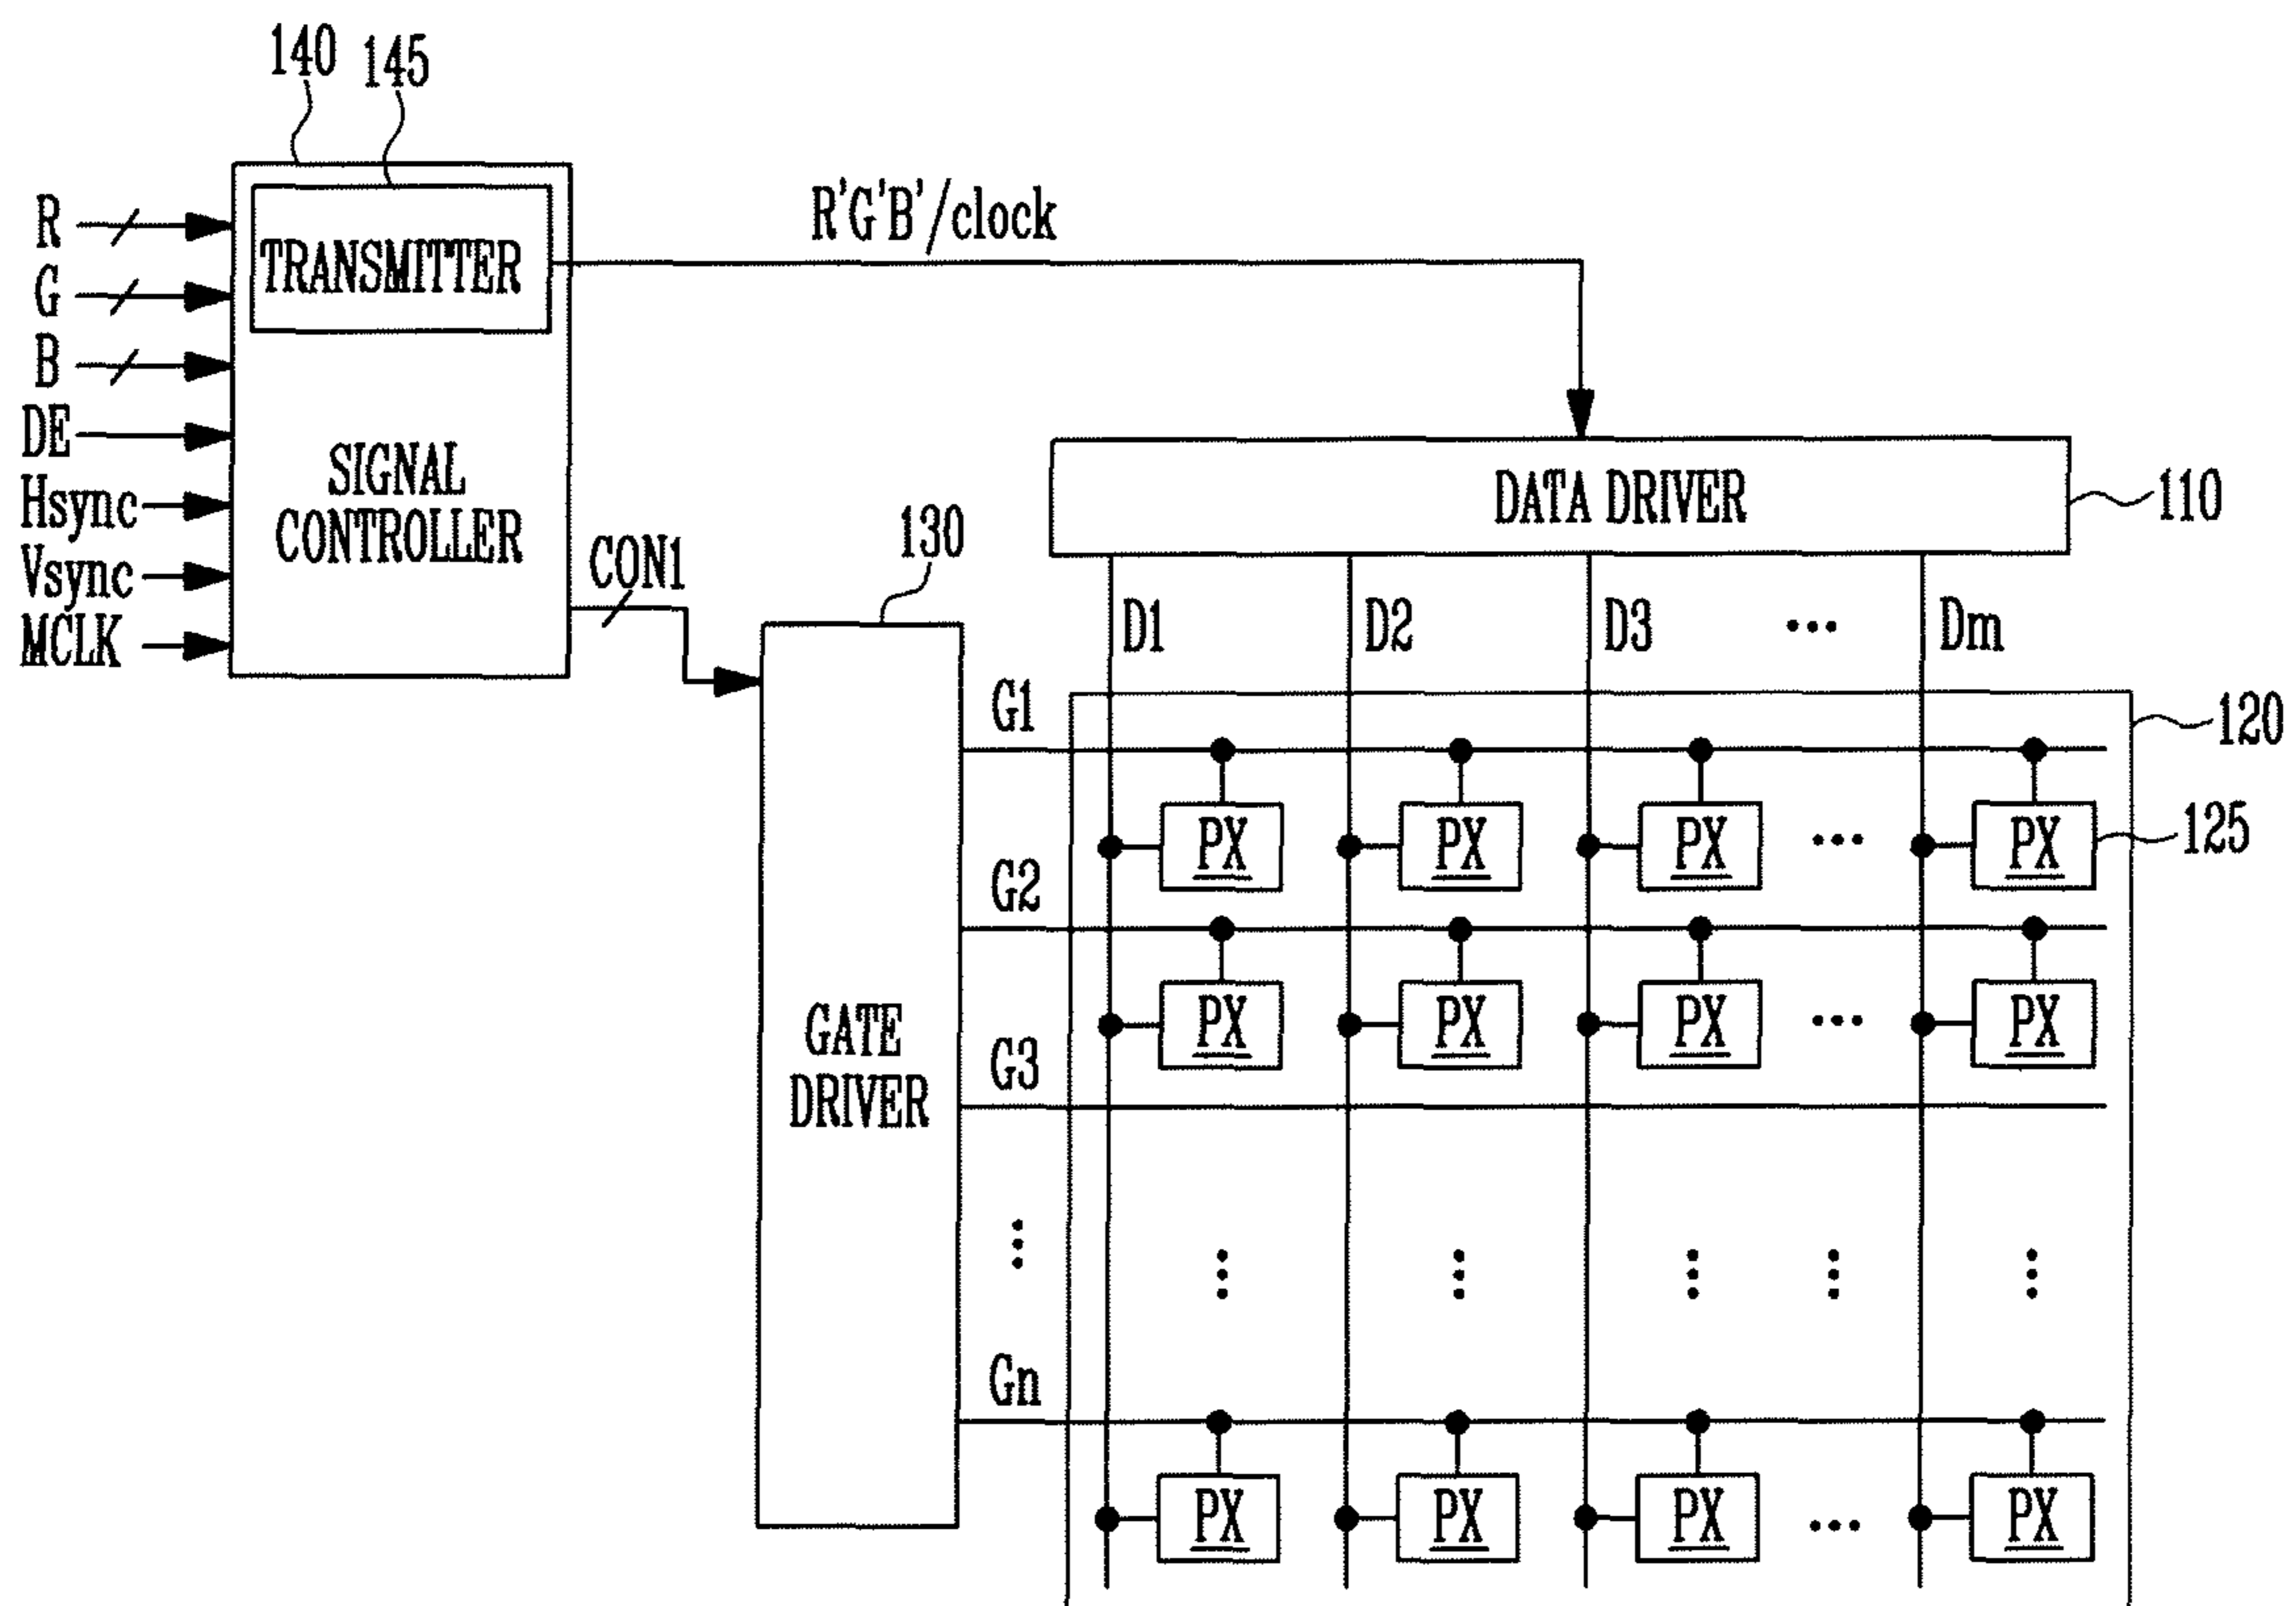 140 145
R
G
B
DE
Hsync
Vsync
MCLK
TRANSMITTER
SIGNAL
CONTROLLER
R'G'B'/clock
CON1
130
DATA DRIVER
110
D1 D2 D3 ... Dm
GATE
DRIVER
G1
120
PX PX PX ... PX
125
G2
PX PX PX ... PX
G3
Gn
PX PX PX ... PX